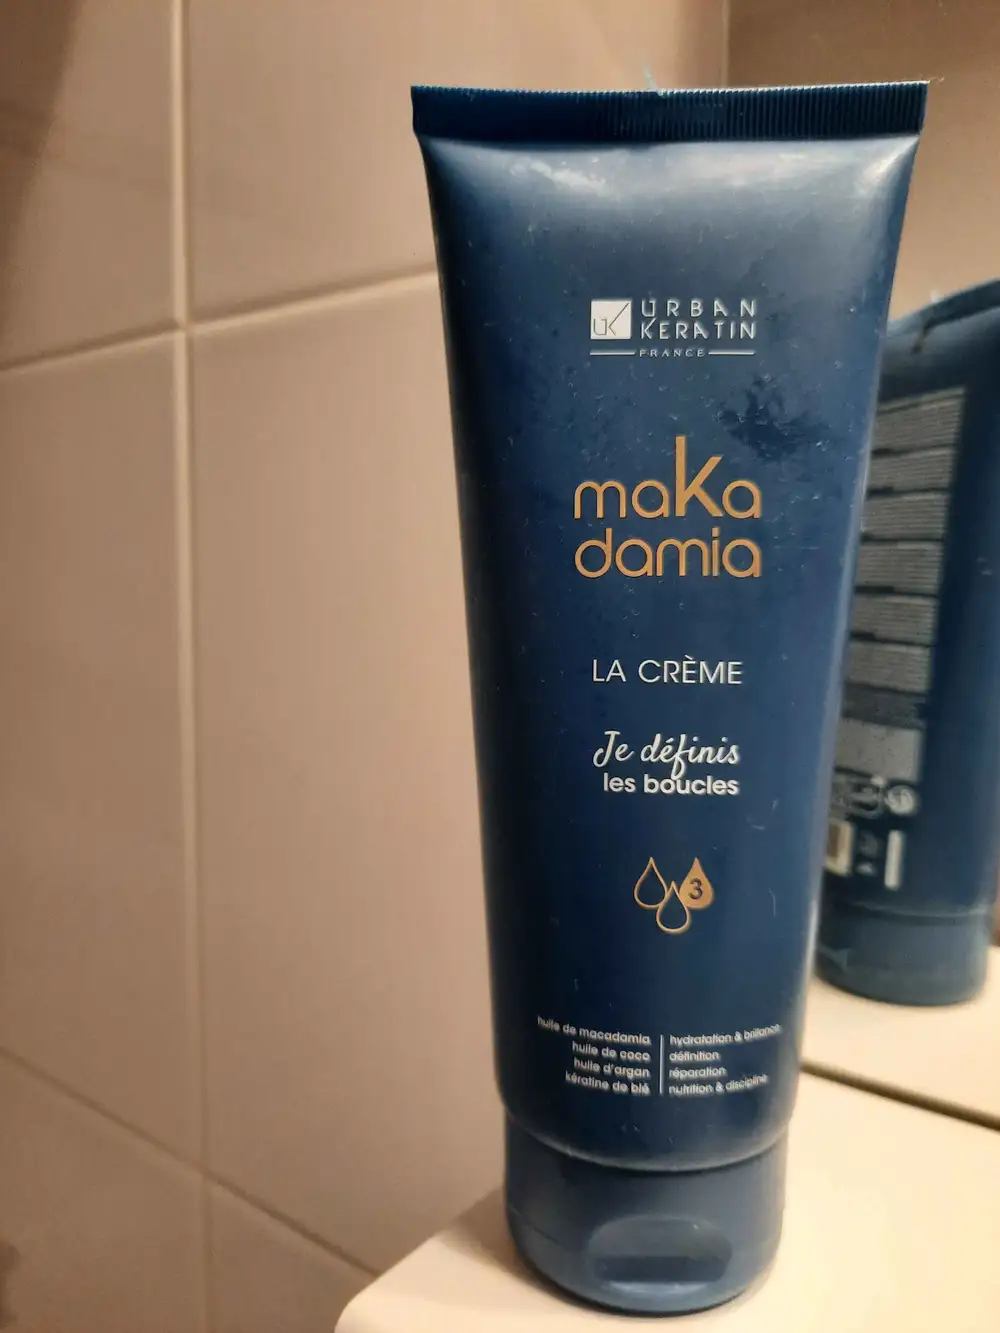 UK
URBAN
KERATIN
FRANCE
maKa
damia
LA CRÈME
Je définis
les boucles
3
huile de macadamia
huile de coco
huile d'argan
kératine de blé
hydratation & brillance
définition
réparation
nutrition & discipline